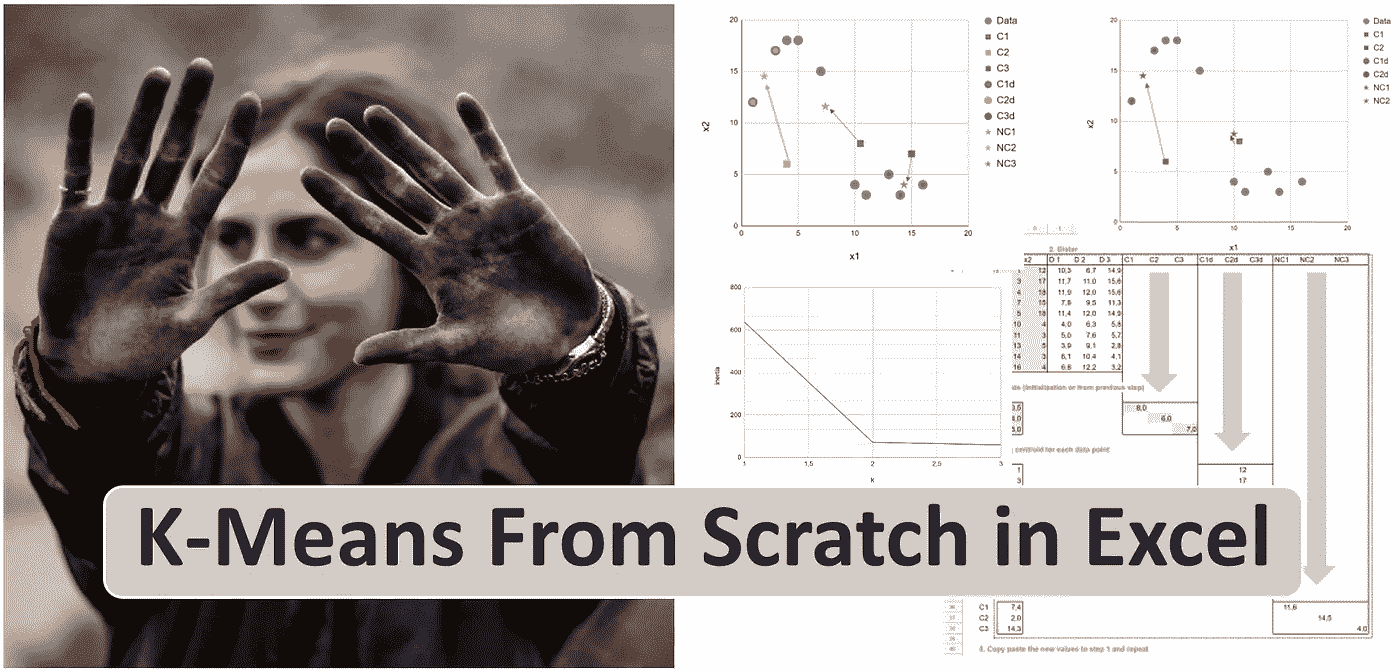 20
15
10
5
0
x2
0 5 10 15 20
x1
Data
C1
C2
C3
C1d
C2d
C3d
NC1
NC2
NC3
20
15
10
5
0
x2
0 5 10 15 20
x1
Data
C1
C2
C1d
C2d
NC1
NC2
800
600
400
200
0
inertia
1 1,5 2 2,5 3
k
x2 D 1 D 2 D 3 C1 C2 C3 C1d C2d C3d NC1 NC2 NC3
12 10,3 6,7 14,9
3 17 11,7 11,0 15,6
4 18 11,9 12,0 15,6
7 15 7,8 9,5 11,3
5 18 11,4 12,0 14,9
10 4 4,0 6,3 5,8
11 3 5,0 7,6 5,7
13 5 3,9 9,1 2,8
14 3 6,1 10,4 4,1
16 4 6,8 12,2 3,2
(initialization or from previous step)
8,0
6,0
7,0
centroid for each data point
1 12
3 17
K-Means From Scratch in Excel
C1 7,4 11,6
C2 2,0 14,5
C3 14,3 4,0
Copy paste the new values to step 1 and repeat